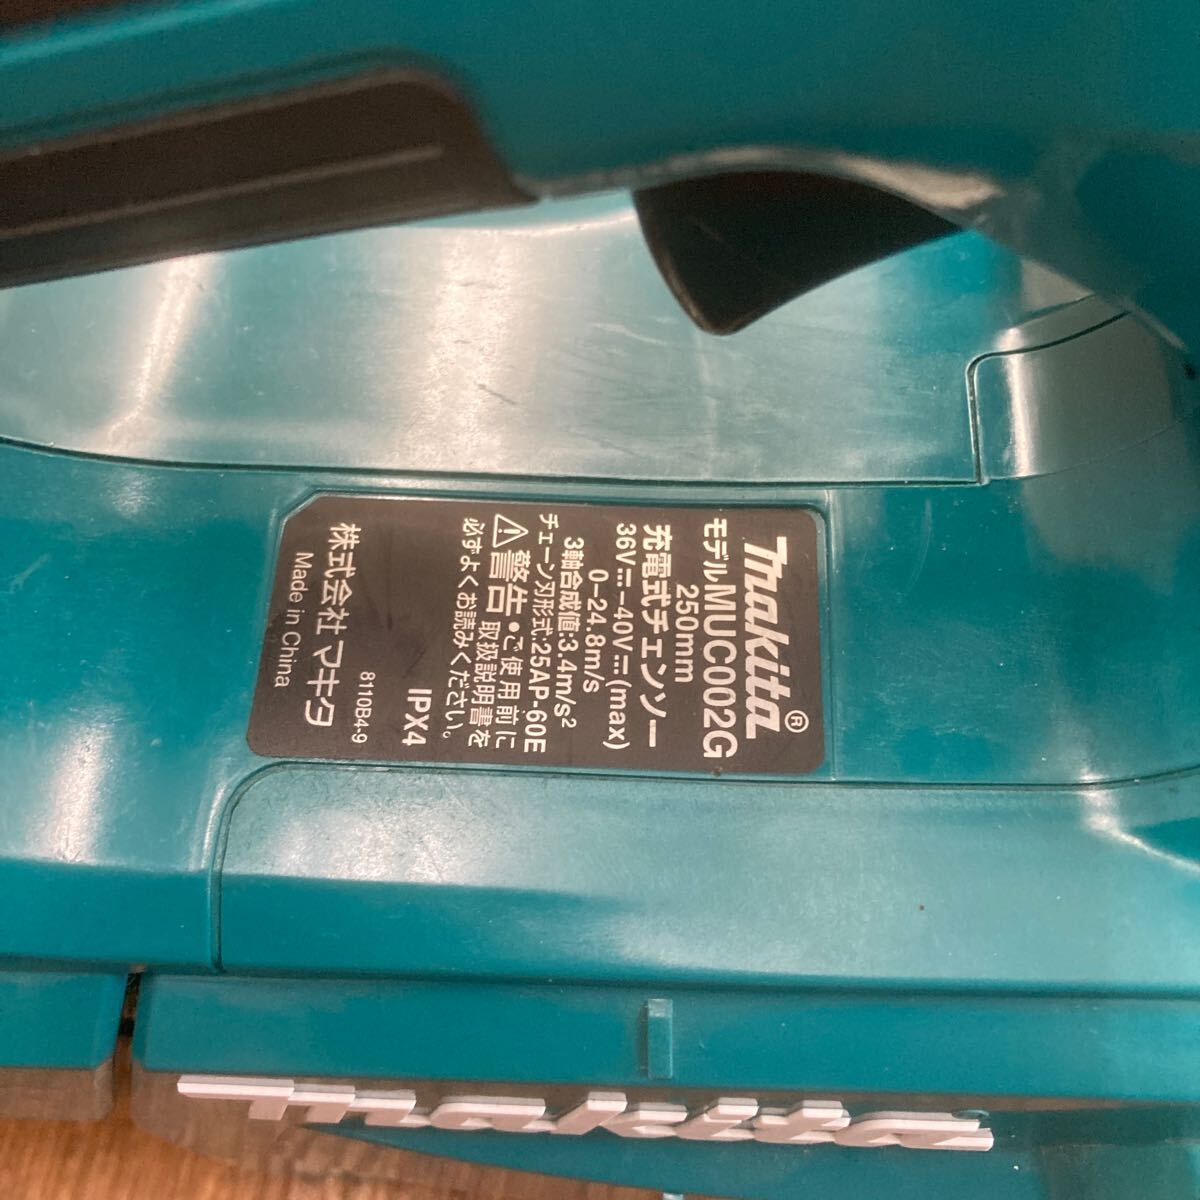 makita®
モデルMUC002G
250mm
充電式チェンソー
36V⎓-40V⎓(max)
0-24.8m/s
3軸合成値:3.4m/s²
チェーン刃形式:25AP-60E
⚠警告 •ご使用前に
取扱説明書を
必ずよくお読みください。
IPX4
8110B4-9
株式会社 マキタ
Made in China
makita